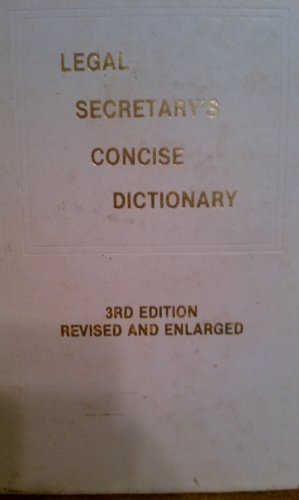 LEGAL
SECRETARY'S
CONCISE
DICTIONARY
3RD EDITION
REVISED AND ENLARGED